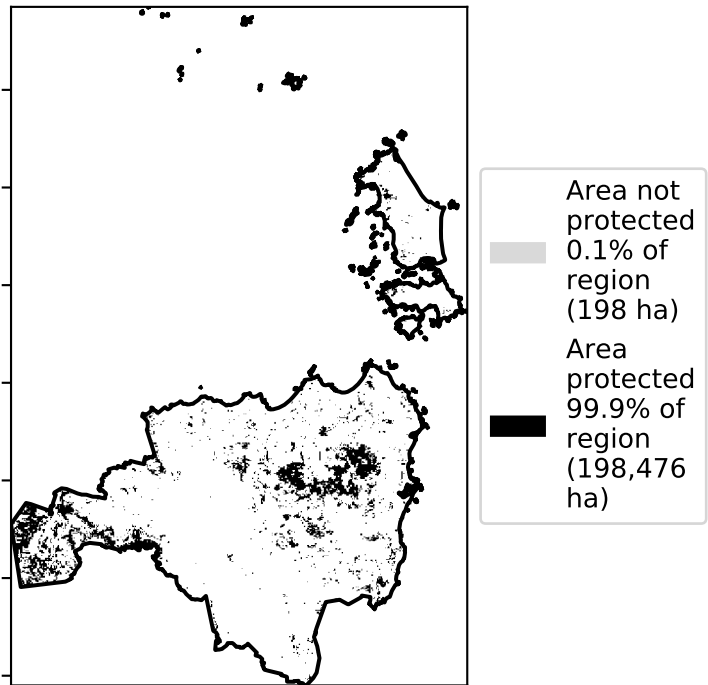 Area not
protected
0.1% of
region
(198 ha)
Area
protected
99.9% of
region
(198,476
ha)